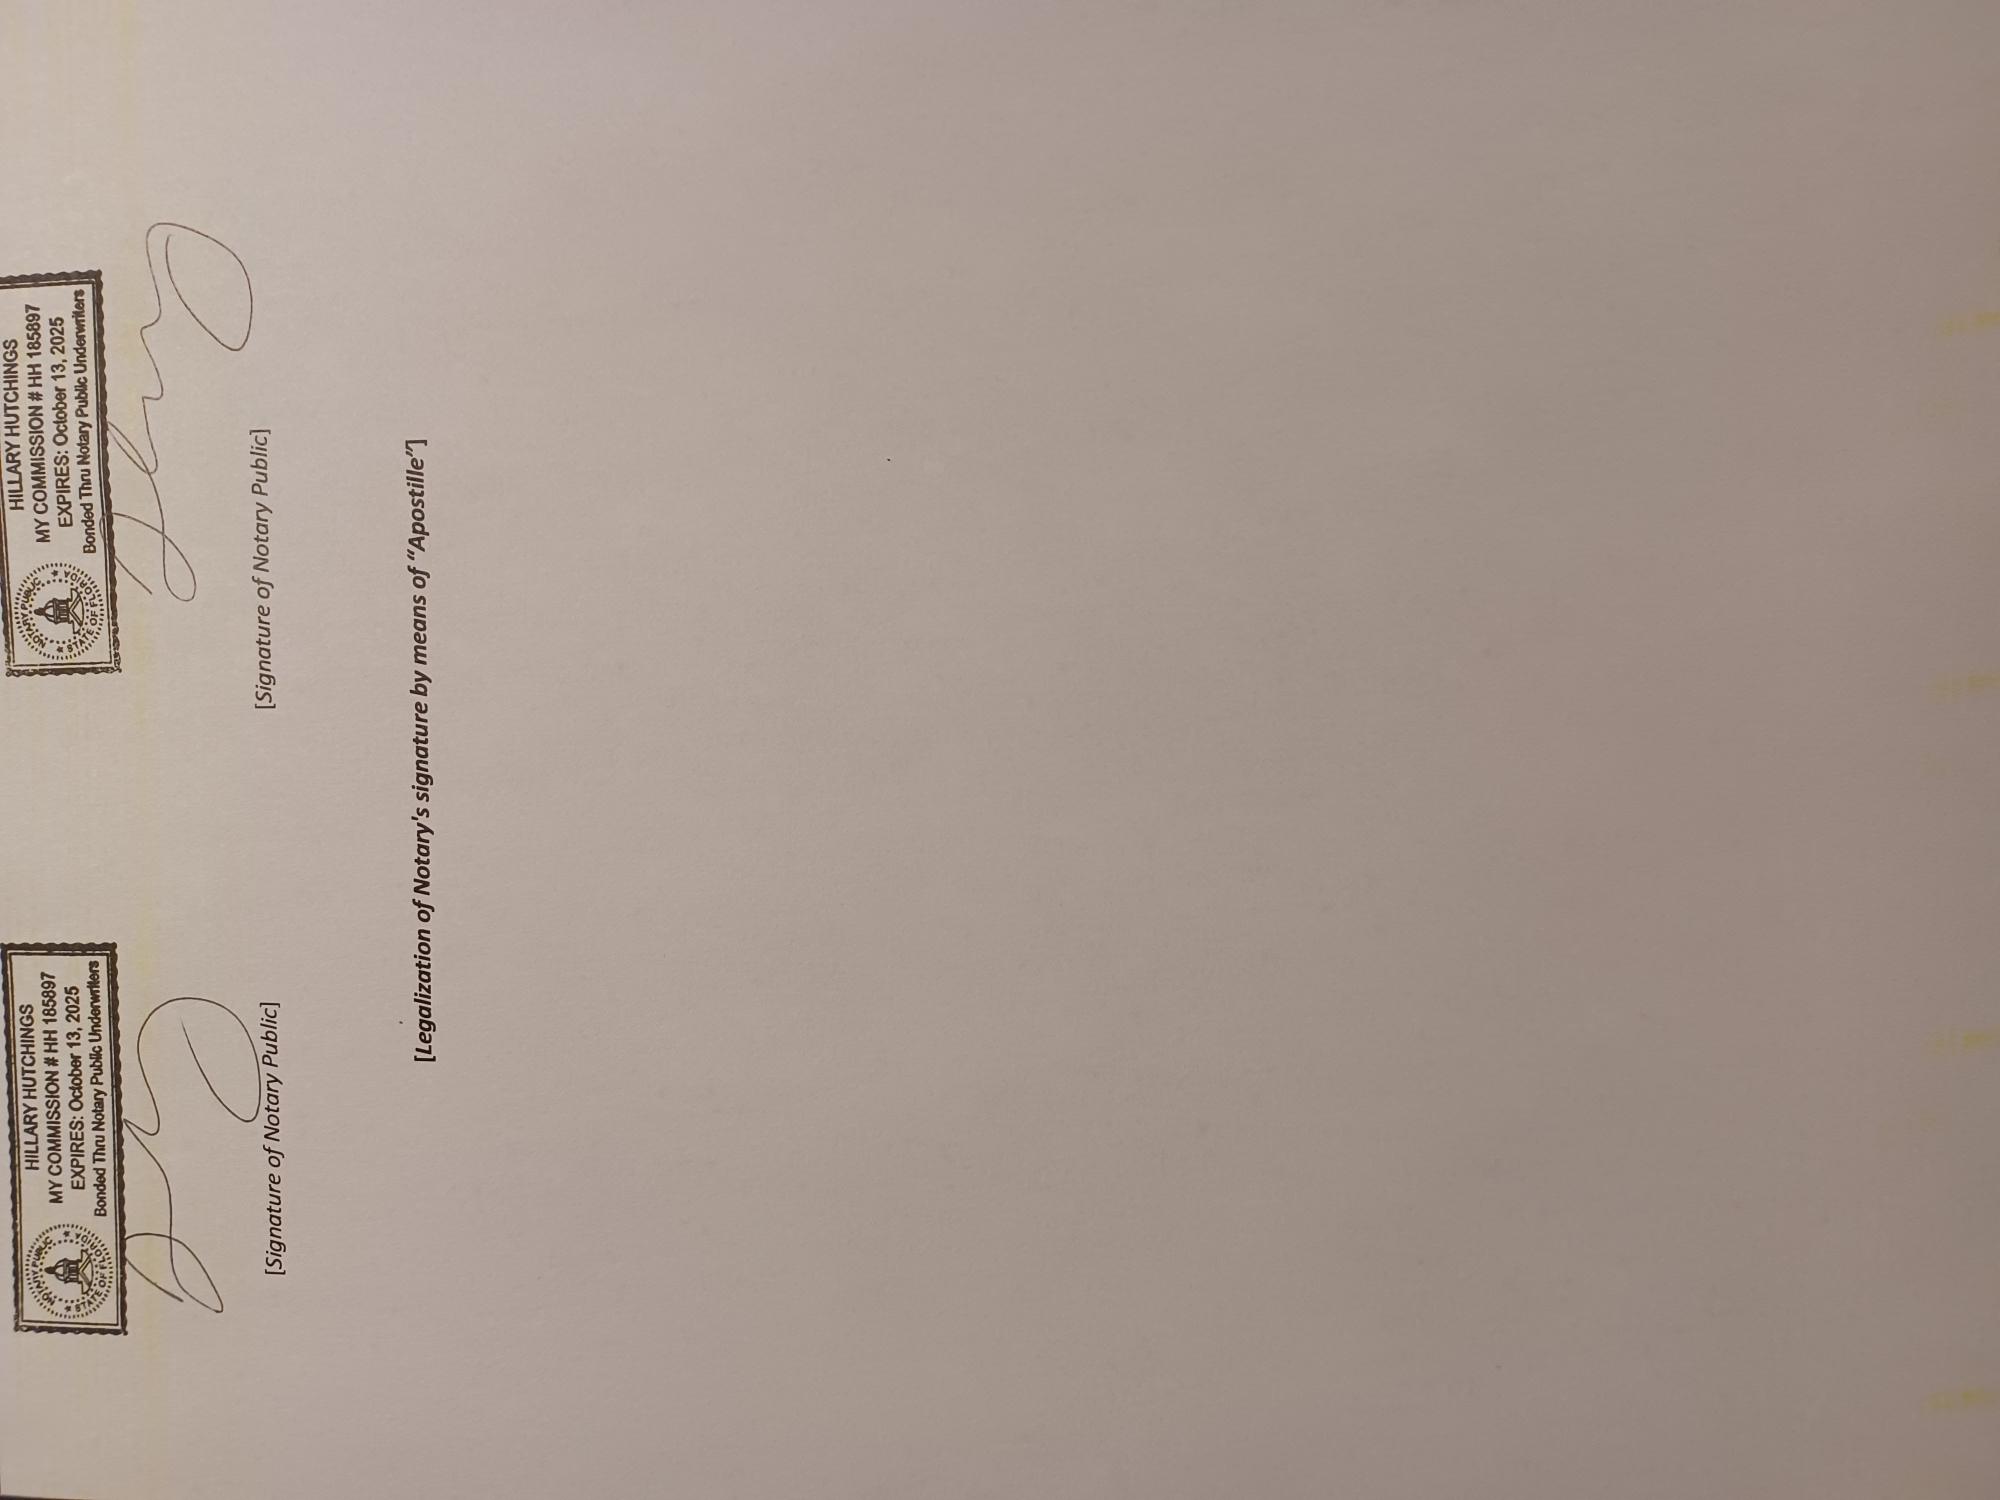 HILLARY HUTCHINGS
MY COMMISSION # HH 185897
EXPIRES: October 13, 2025
Bonded Thru Notary Public Underwriters
NOTARY PUBLIC
STATE OF FLORIDA
HILLARY HUTCHINGS
MY COMMISSION # HH 185897
EXPIRES: October 13, 2025
Bonded Thru Notary Public Underwriters
NOTARY PUBLIC
STATE OF FLORIDA
[Signature of Notary Public]
[Signature of Notary Public]
[Legalization of Notary's signature by means of “Apostille”]